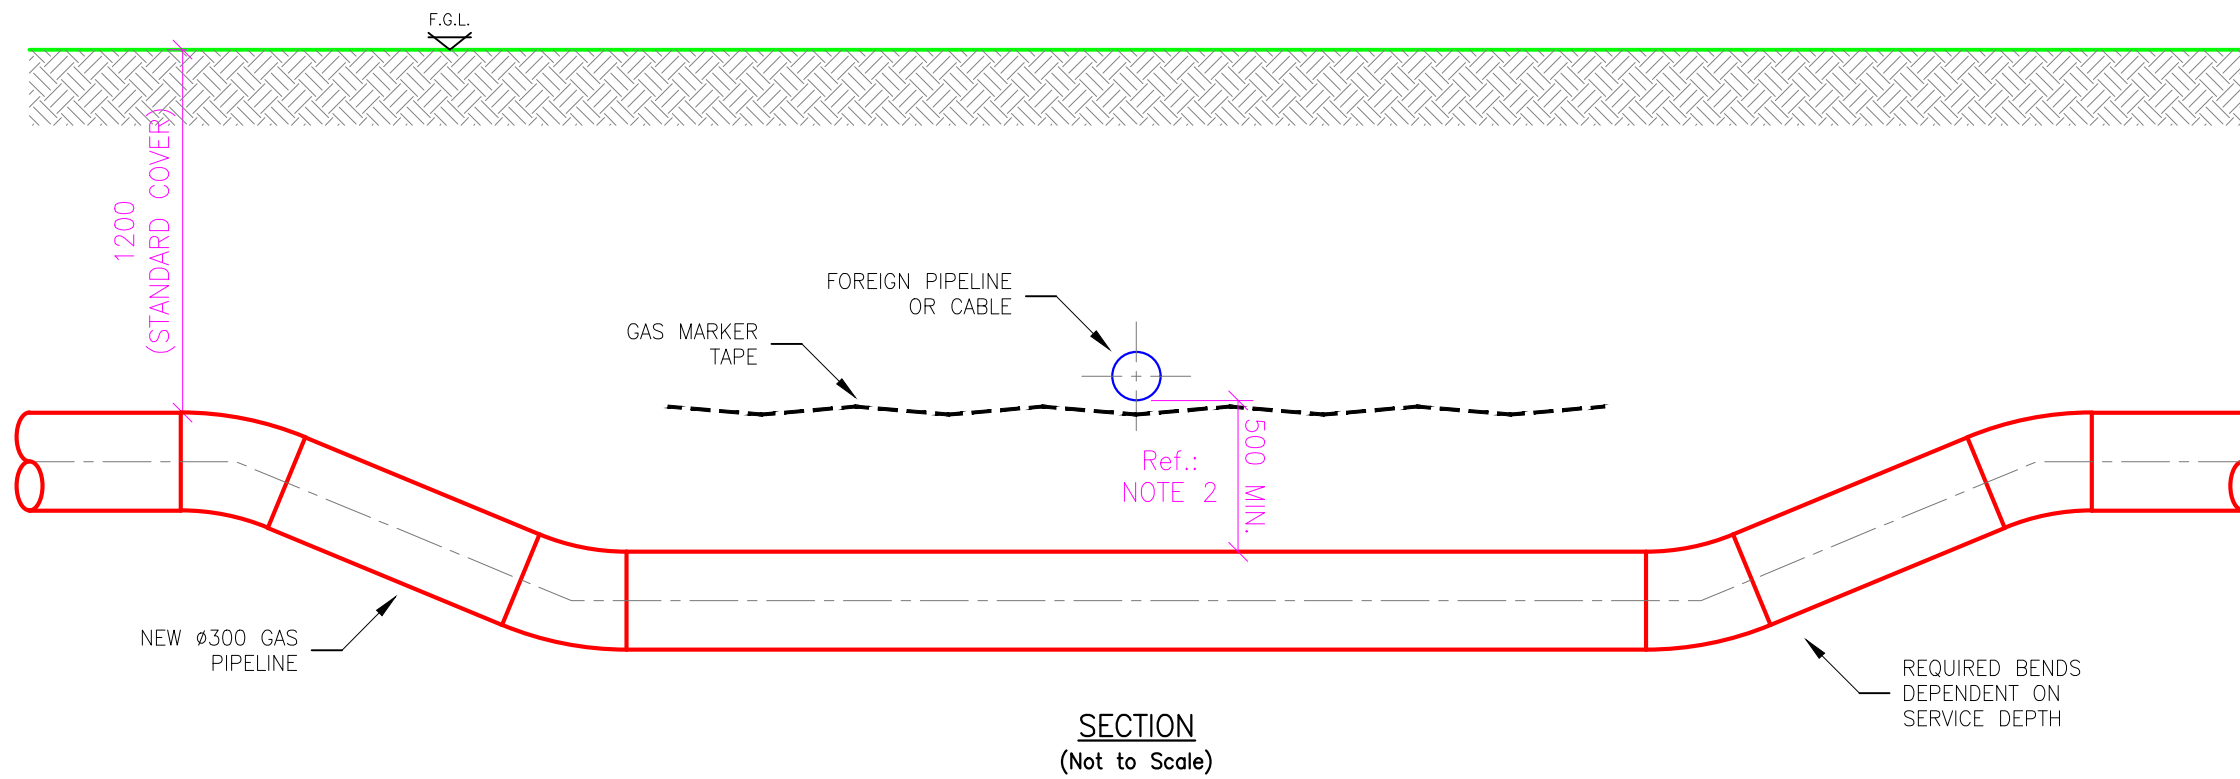 F.G.L.
1200
(STANDARD COVER)
FOREIGN PIPELINE
OR CABLE
GAS MARKER
TAPE
500 MIN.
Ref.:
NOTE 2
NEW ø300 GAS
PIPELINE
REQUIRED BENDS
DEPENDENT ON
SERVICE DEPTH
SECTION
(Not to Scale)